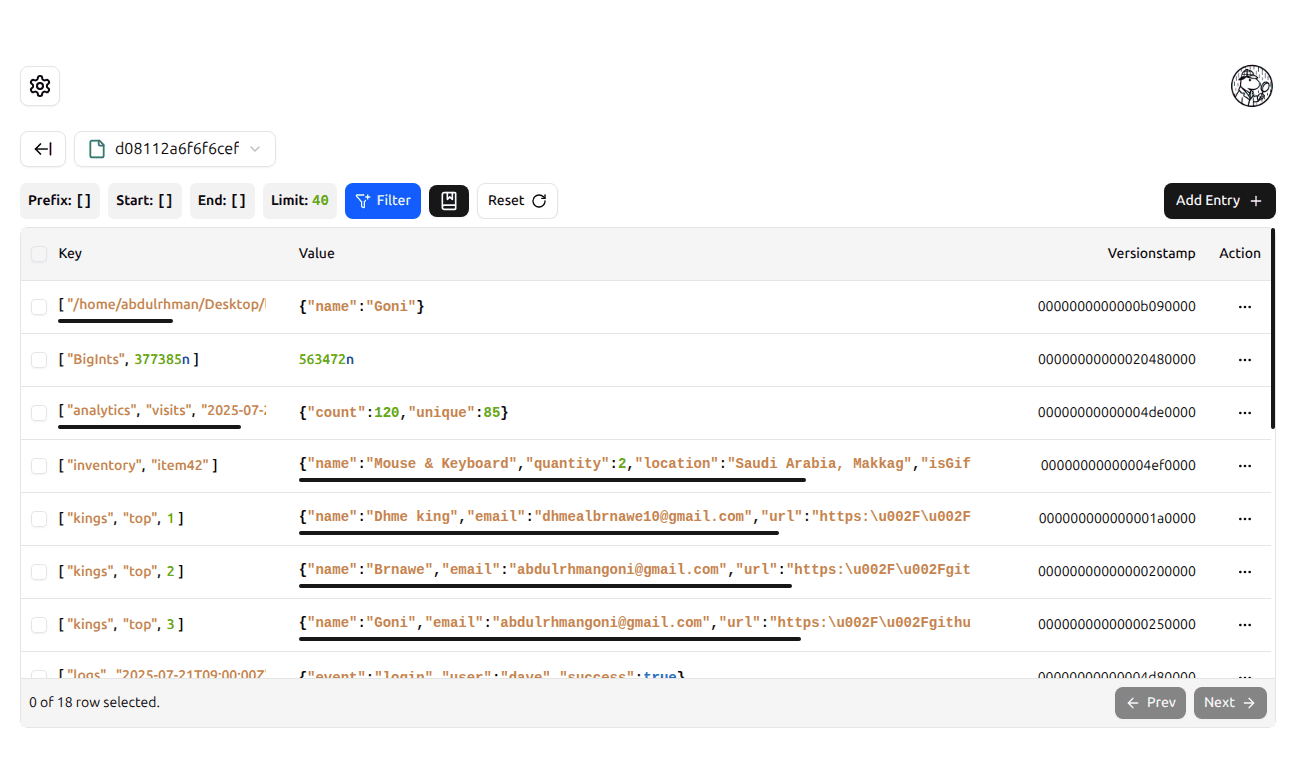 d08112a6f6f6cef
Prefix: [] Start: [] End: [] Limit: 40 Filter Reset Add Entry +
Key Value Versionstamp Action
[ "/home/abdulrhman/Desktop/ {"name":"Goni"} 0000000000000b090000 ...
[ "BigInts", 377385n ] 563472n 00000000000020480000 ...
[ "analytics", "visits", "2025-07- {"count":120,"unique":85} 00000000000004de0000 ...
[ "inventory", "item42" ] {"name":"Mouse & Keyboard","quantity":2,"location":"Saudi Arabia, Makkag","isGif 00000000000004ef0000 ...
[ "kings", "top", 1 ] {"name":"Dhme king","email":"dhmealbrnawe10@gmail.com","url":"https:\u002F\u002F 000000000000001a0000 ...
[ "kings", "top", 2 ] {"name":"Brnawe","email":"abdulrhmangoni@gmail.com","url":"https:\u002F\u002Fgit 00000000000000200000 ...
[ "kings", "top", 3 ] {"name":"Goni","email":"abdulrhmangoni@gmail.com","url":"https:\u002F\u002Fgithu 00000000000000250000 ...
[ "logs", "2025-07-21T09:00:00Z" {"event":"login","user":"dave","success":true} 00000000000004d80000 ...
0 of 18 row selected. Prev Next